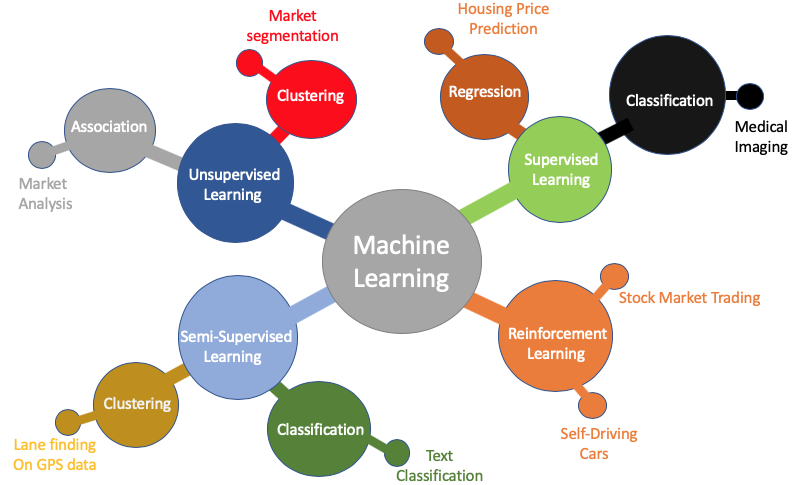 Market
segmentation
Housing Price
Prediction
Clustering
Regression
Classification
Association
Medical
Imaging
Market
Analysis
Unsupervised
Learning
Supervised
Learning
Machine
Learning
Stock Market Trading
Semi-Supervised
Learning
Reinforcement
Learning
Clustering
Classification
Lane finding
On GPS data
Self-Driving
Cars
Text
Classification